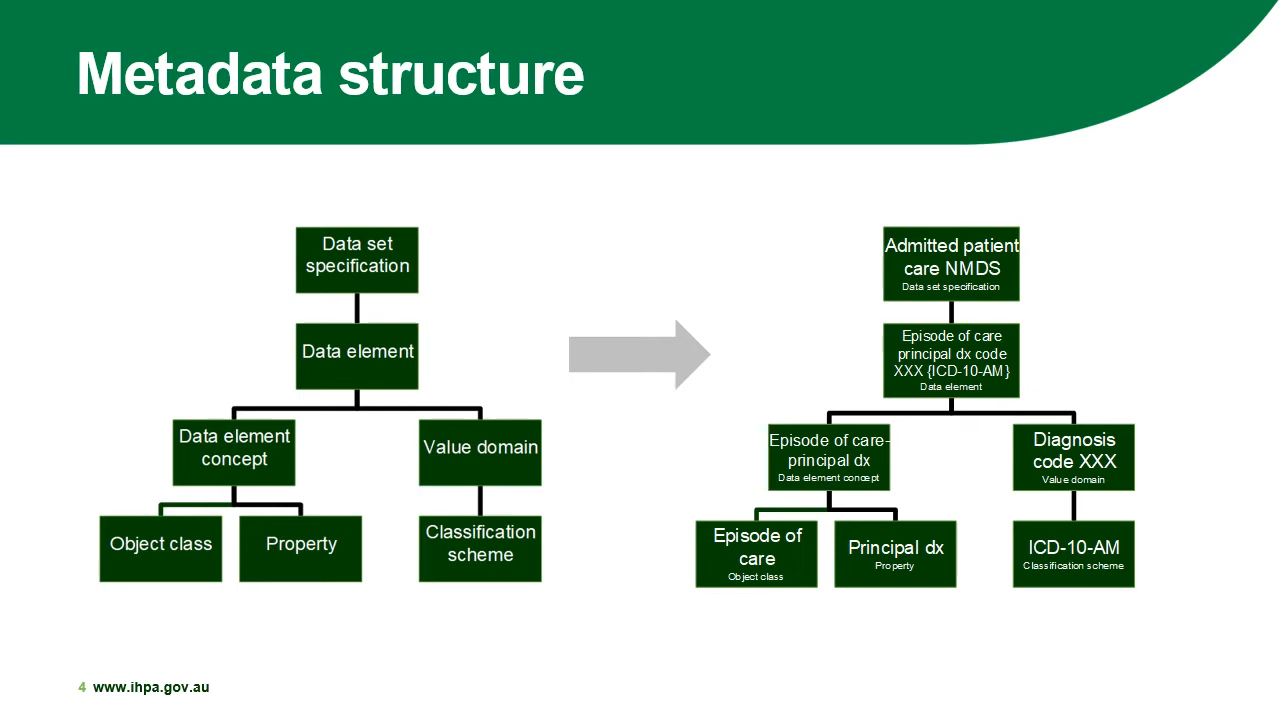 Metadata structure
Data set
specification
Data element
Data element
concept
Value domain
Object class
Property
Classification
scheme
Admitted patient
care NMDS
Data set specification
Episode of care
principal dx code
XXX {ICD-10-AM}
Data element
Episode of care-
principal dx
Data element concept
Diagnosis
code XXX
Value domain
Episode of
care
Object class
Principal dx
Property
ICD-10-AM
Classification scheme
4 www.ihpa.gov.au